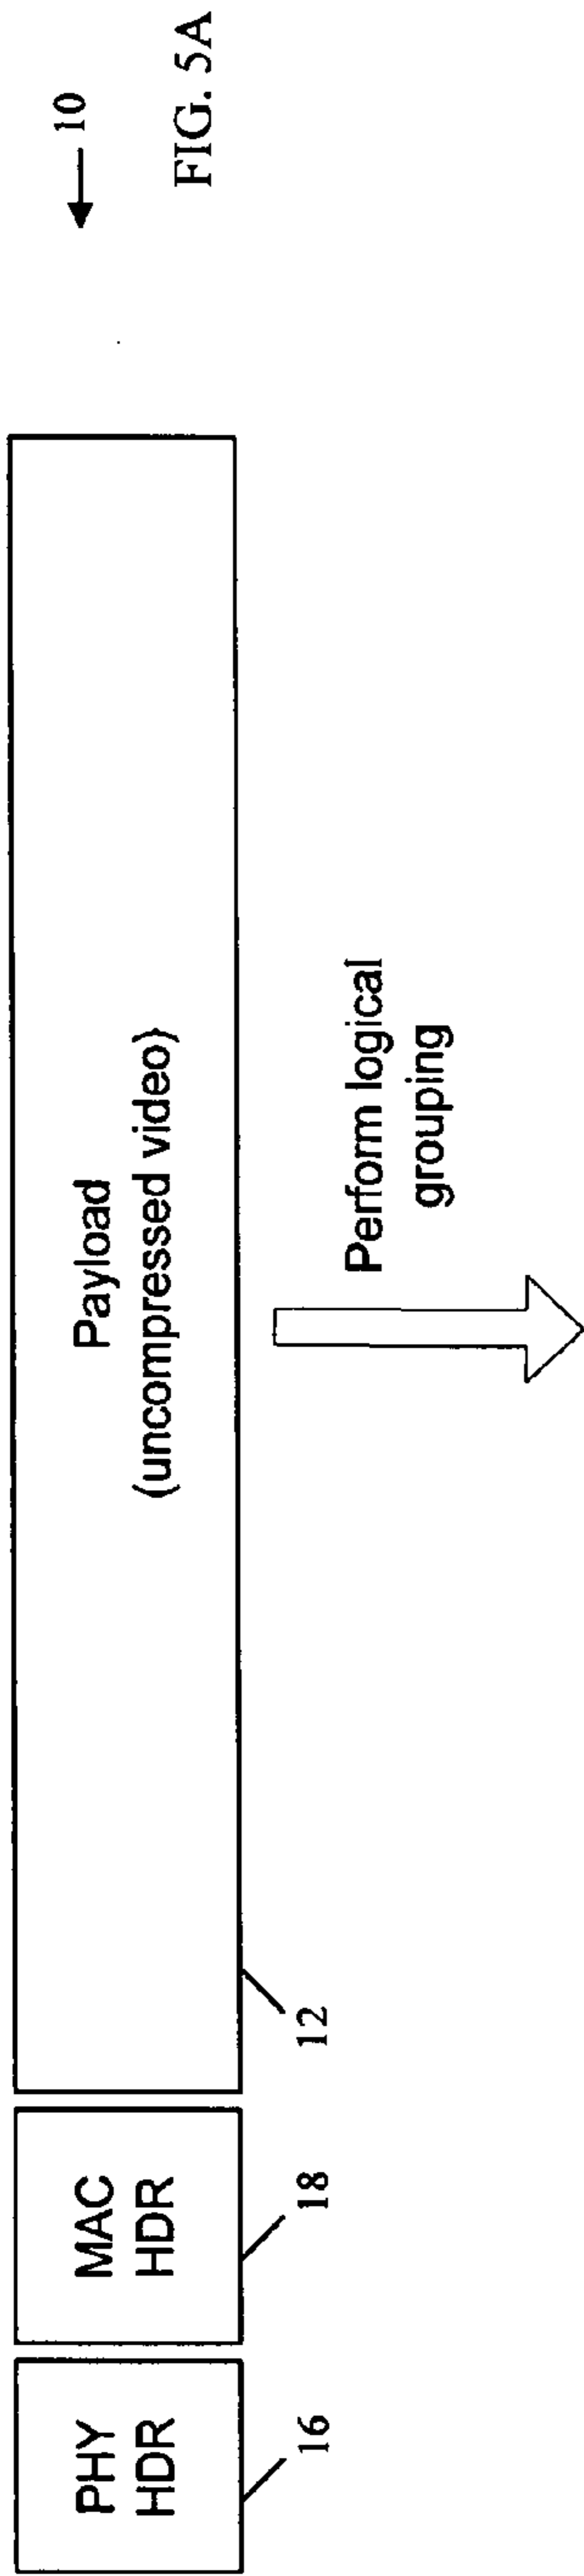 10
FIG. 5A
PHY
HDR
MAC
HDR
Payload
(uncompressed video)
16
18
12
Perform logical
grouping